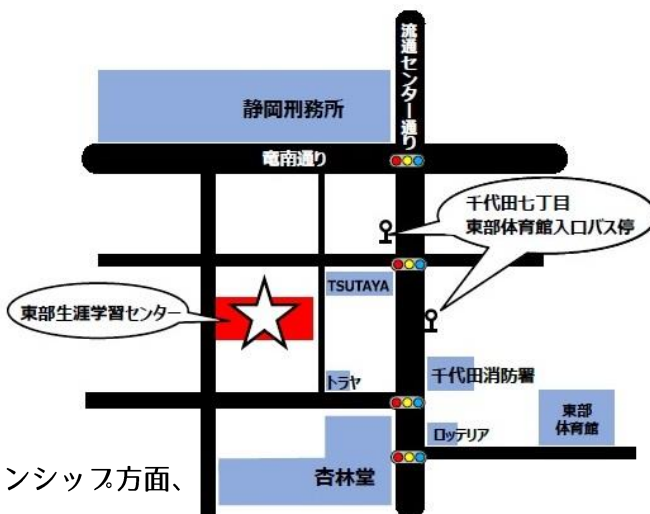 流通センター通り
静岡刑務所
竜南通り
千代田七丁目
東部体育館入口バス停
TSUTAYA
東部生涯学習センター
トラヤ
千代田消防署
東部
体育館
ロッテリア
杏林堂
ンシップ方面、